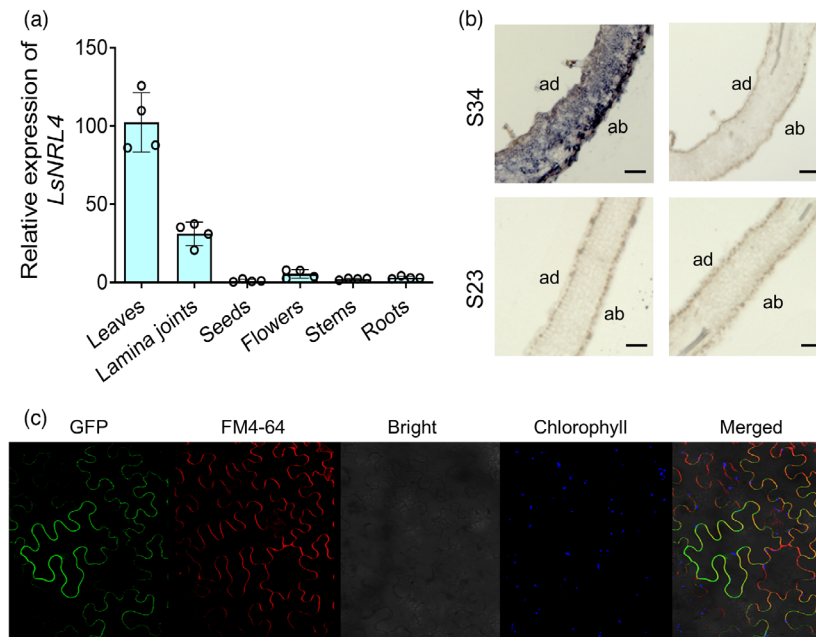 (a)
Relative expression of
LsNRL4
150
100
50
0
Leaves
Lamina joints
Seeds
Flowers
Stems
Roots
(b)
S34
ad
ab
ab
S23
ad
ab
ad
ab
(c)
GFP
FM4-64
Bright
Chlorophyll
Merged